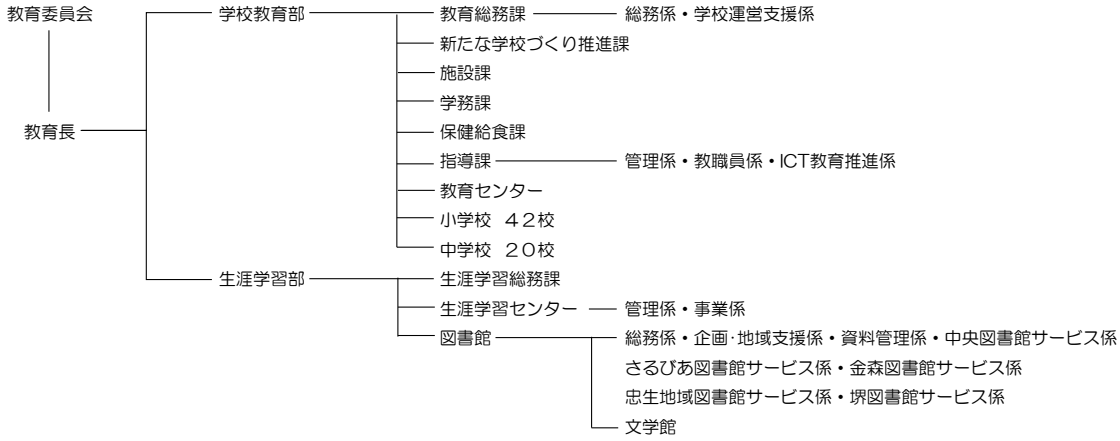 教育委員会 学校教育部 教育総務課 総務係・学校運営支援係
新たな学校づくり推進課
施設課
学務課
教育長 保健給食課
指導課 管理係・教職員係・ICT教育推進係
教育センター
小学校 42校
中学校 20校
生涯学習部 生涯学習総務課
生涯学習センター 管理係・事業係
図書館 総務係・企画・地域支援係・資料管理係・中央図書館サービス係
さるびあ図書館サービス係・金森図書館サービス係
忠生地域図書館サービス係・堺図書館サービス係
文学館